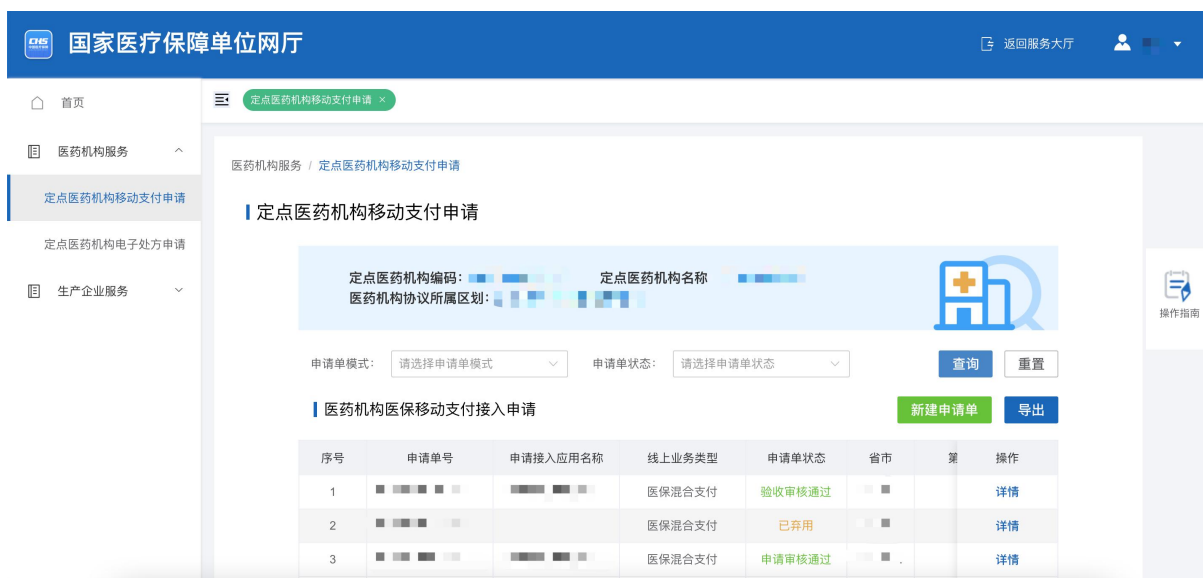 CHS 国家医疗保障单位网厅 返回服务大厅
首页
定点医药机构移动支付申请 ×
医药机构服务
定点医药机构移动支付申请
定点医药机构电子处方申请
生产企业服务
医药机构服务 / 定点医药机构移动支付申请
定点医药机构移动支付申请
定点医药机构编码: 定点医药机构名称
医药机构协议所属区划:
申请单模式: 请选择申请单模式 申请单状态: 请选择申请单状态 查询 重置
医药机构医保移动支付接入申请 新建申请单 导出
序号 申请单号 申请接入应用名称 线上业务类型 申请单状态 省市 第 操作
1 医保混合支付 验收审核通过 详情
2 医保混合支付 已弃用 详情
3 医保混合支付 申请审核通过 详情
操作指南